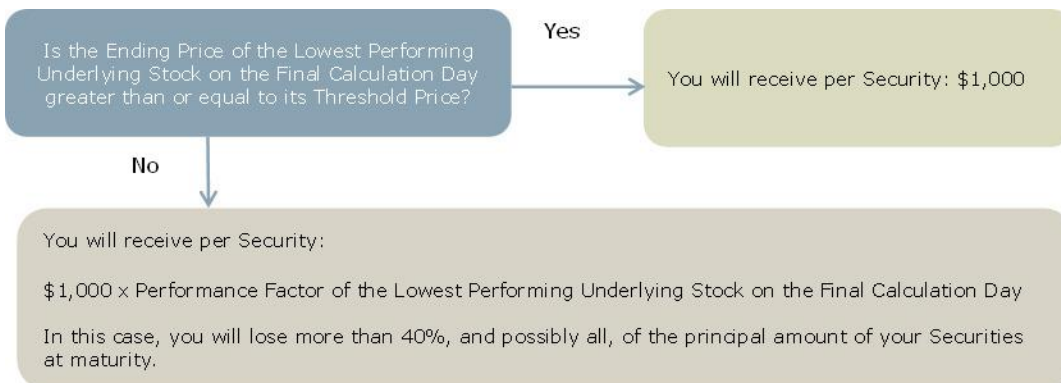 Is the Ending Price of the Lowest Performing
Underlying Stock on the Final Calculation Day
greater than or equal to its Threshold Price?
Yes
You will receive per Security: $1,000
No
You will receive per Security:
$1,000 x Performance Factor of the Lowest Performing Underlying Stock on the Final Calculation Day
In this case, you will lose more than 40%, and possibly all, of the principal amount of your Securities
at maturity.